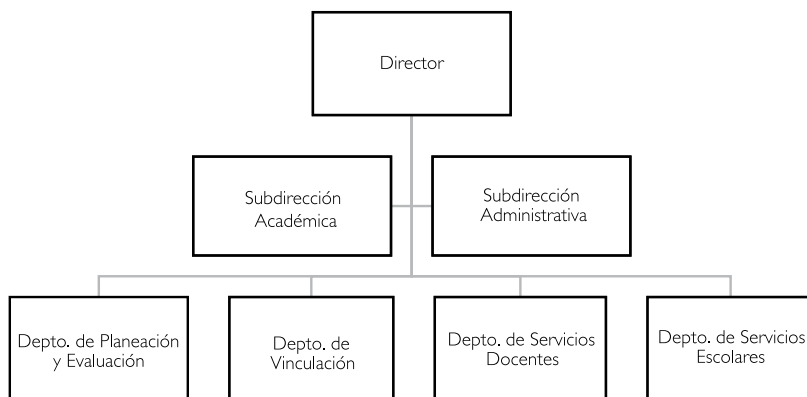 Director
Subdirección
Académica
Subdirección
Administrativa
Depto. de Planeación
y Evaluación
Depto. de
Vinculación
Depto. de Servicios
Docentes
Depto. de Servicios
Escolares